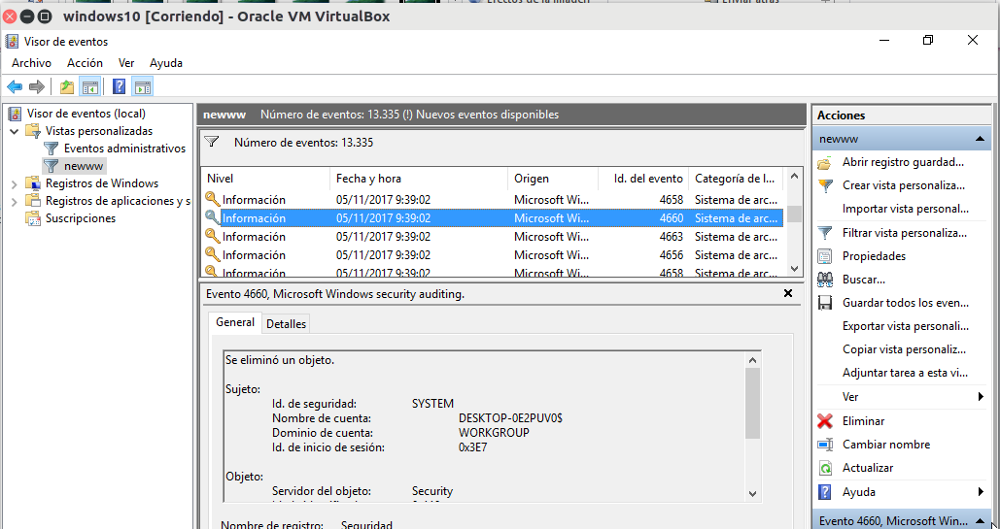 windows10 [Corriendo] - Oracle VM VirtualBox
Visor de eventos
Archivo Acción Ver Ayuda
Visor de eventos (local)
Vistas personalizadas
Eventos administrativos
newww
Registros de Windows
Registros de aplicaciones y s
Suscripciones
newww Número de eventos: 13.335 (!) Nuevos eventos disponibles
Número de eventos: 13.335
Nivel Fecha y hora Origen Id. del evento Categoría de l...
Información 05/11/2017 9:39:02 Microsoft Wi... 4658 Sistema de arc...
Información 05/11/2017 9:39:02 Microsoft Wi... 4660 Sistema de arc...
Información 05/11/2017 9:39:02 Microsoft Wi... 4663 Sistema de arc...
Información 05/11/2017 9:39:02 Microsoft Wi... 4656 Sistema de arc...
Información 05/11/2017 9:39:02 Microsoft Wi... 4658 Sistema de arc...
Evento 4660, Microsoft Windows security auditing.
General Detalles
Se eliminó un objeto.
Sujeto:
Id. de seguridad: SYSTEM
Nombre de cuenta: DESKTOP-0E2PUV0$
Dominio de cuenta: WORKGROUP
Id. de inicio de sesión: 0x3E7
Objeto:
Servidor del objeto: Security
Nombre de registro: Seguridad
Acciones
newww
Abrir registro guardad...
Crear vista personaliza...
Importar vista personal...
Filtrar vista personaliza...
Propiedades
Buscar...
Guardar todos los even...
Exportar vista personali...
Copiar vista personaliz...
Adjuntar tarea a esta vi...
Ver
Eliminar
Cambiar nombre
Actualizar
Ayuda
Evento 4660, Microsoft Win...